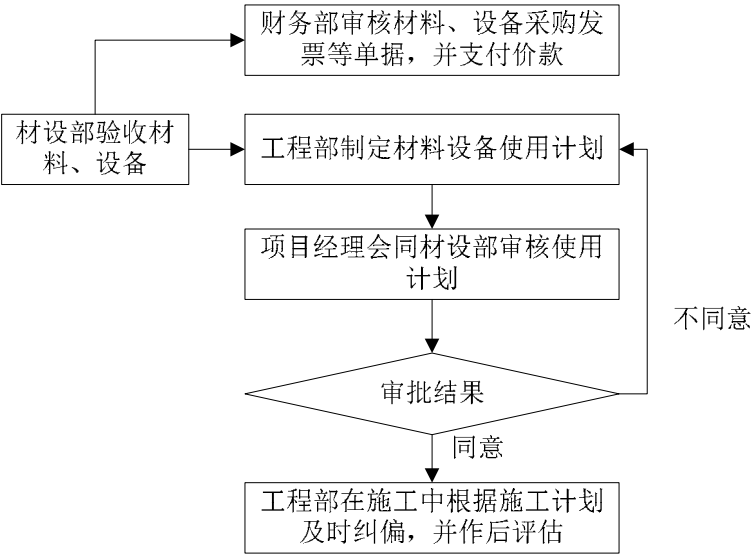 财务部审核材料、设备采购发
票等单据，并支付价款
材设部验收材
料、设备
工程部制定材料设备使用计划
项目经理会同材设部审核使用
计划
不同意
审批结果
同意
工程部在施工中根据施工计划
及时纠偏，并作后评估